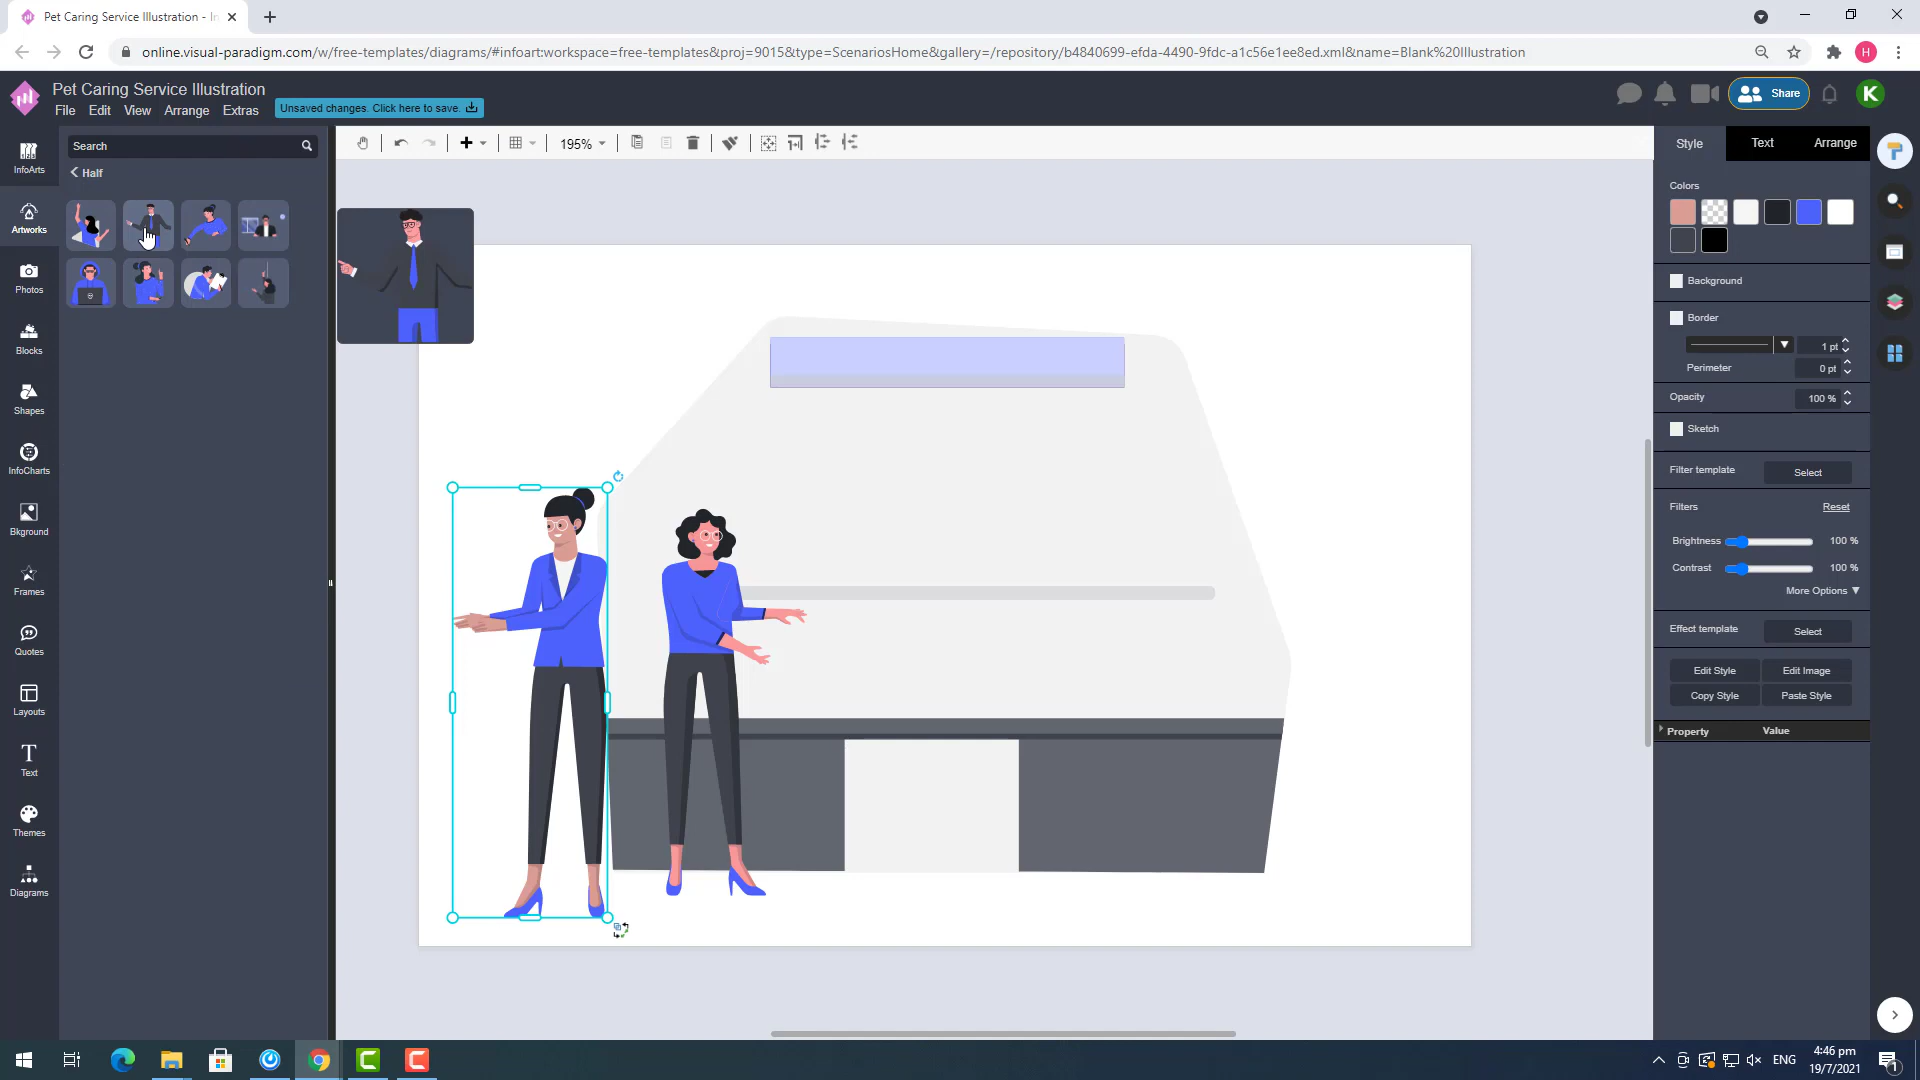 Pet Caring Service Illustration - In
online.visual-paradigm.com/w/free-templates/diagrams/#infoart:workspace=free-templates&proj=9015&type=ScenariosHome&gallery=/repository/b4840699-efda-4490-9fdc-a1c56e1ee8ed.xml&name=Blank%20Illustration
H
Pet Caring Service Illustration
File Edit View Arrange Extras
Unsaved changes. Click here to save.
Share
K
InfoArts
Artworks
Photos
Blocks
Shapes
InfoCharts
Bkground
Frames
Quotes
Layouts
Text
Themes
Diagrams
Search
Half
195%
Style Text Arrange
Colors
Background
Border
1 pt
Perimeter 0 pt
Opacity 100 %
Sketch
Filter template Select
Filters Reset
Brightness 100 %
Contrast 100 %
More Options ▼
Effect template Select
Edit Style Edit Image
Copy Style Paste Style
Property Value
ENG
4:46 pm
19/7/2021
1